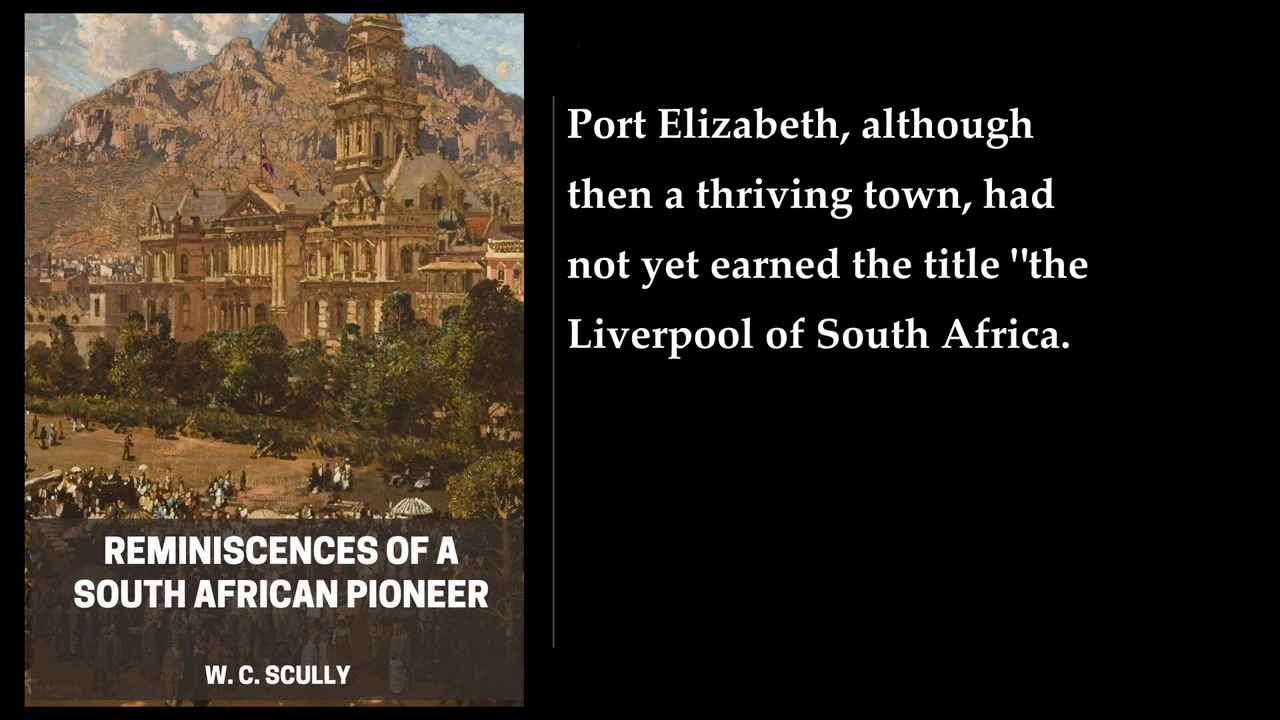 Port Elizabeth, although
then a thriving town, had
not yet earned the title "the
Liverpool of South Africa.
REMINISCENCES OF A
SOUTH AFRICAN PIONEER
W. C. SCULLY